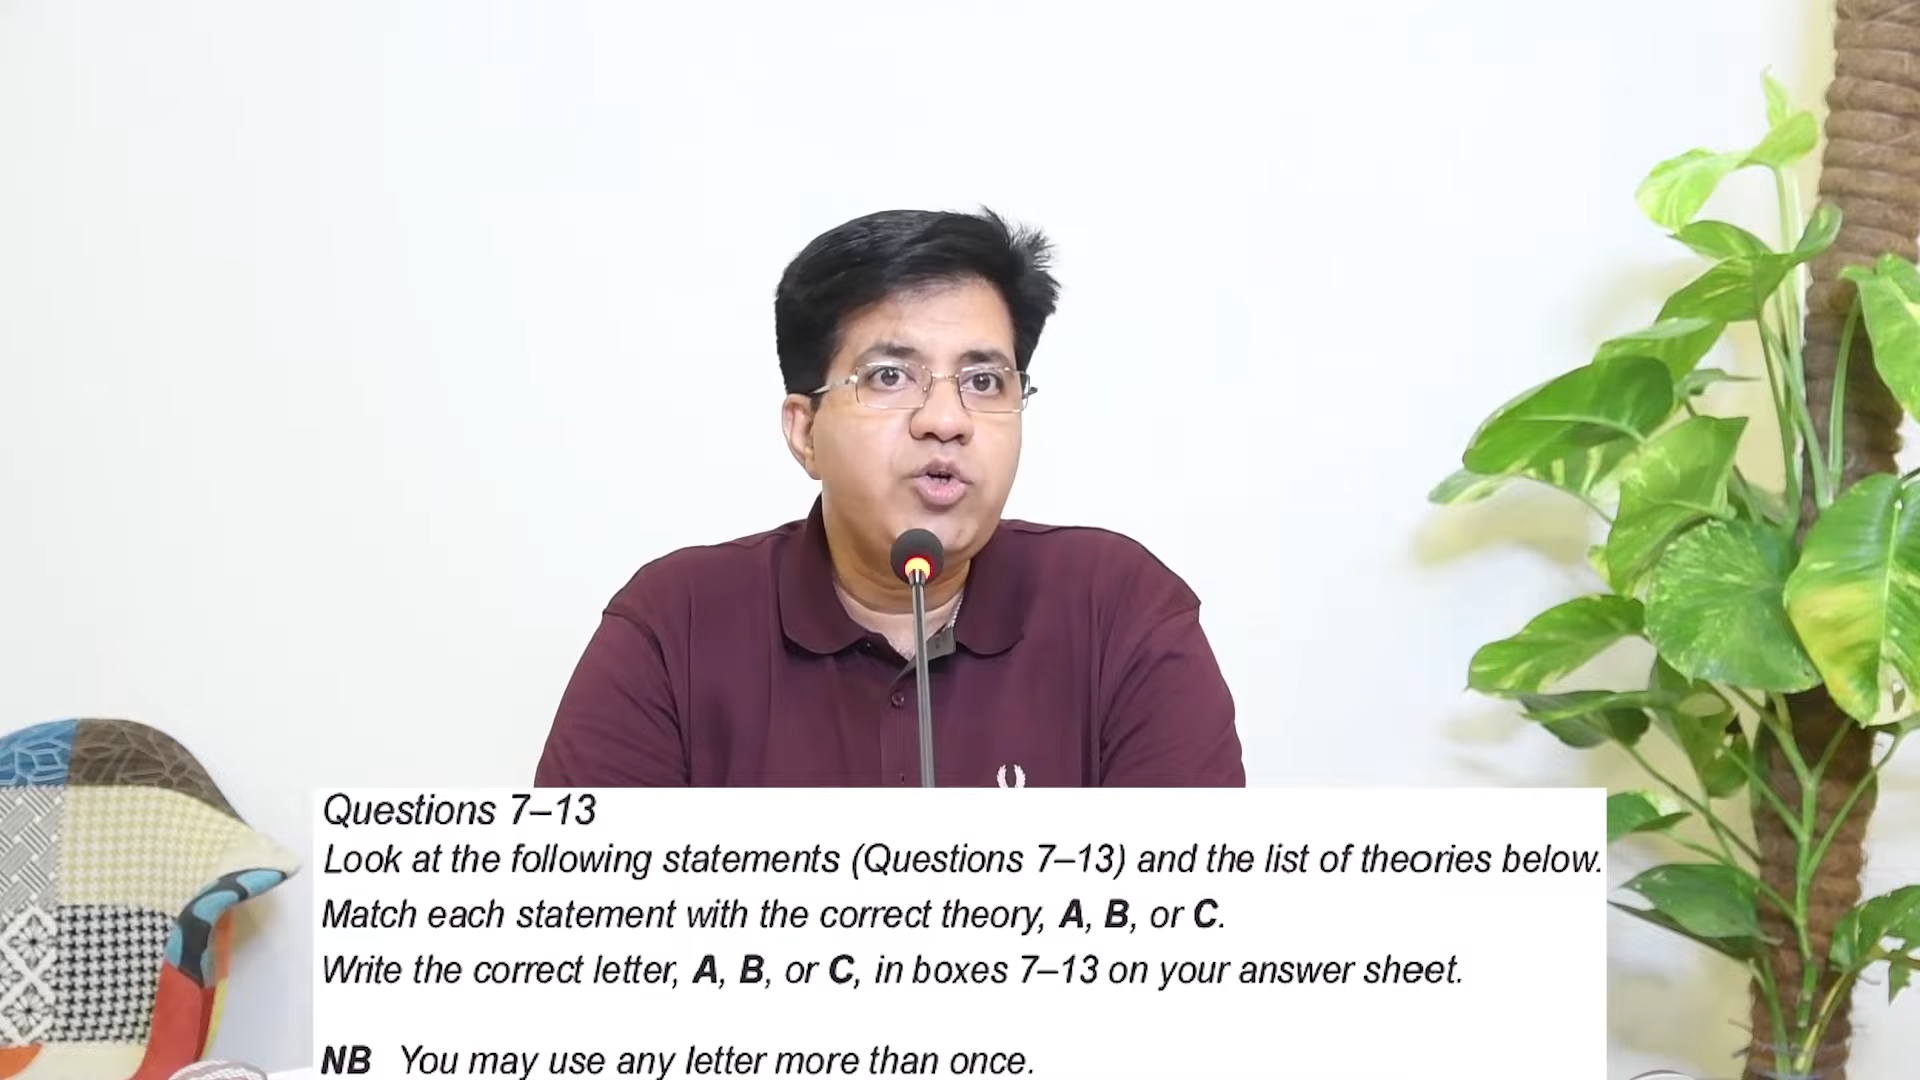 Questions 7–13
Look at the following statements (Questions 7–13) and the list of theories below.
Match each statement with the correct theory, A, B, or C.
Write the correct letter, A, B, or C, in boxes 7–13 on your answer sheet.
NB You may use any letter more than once.